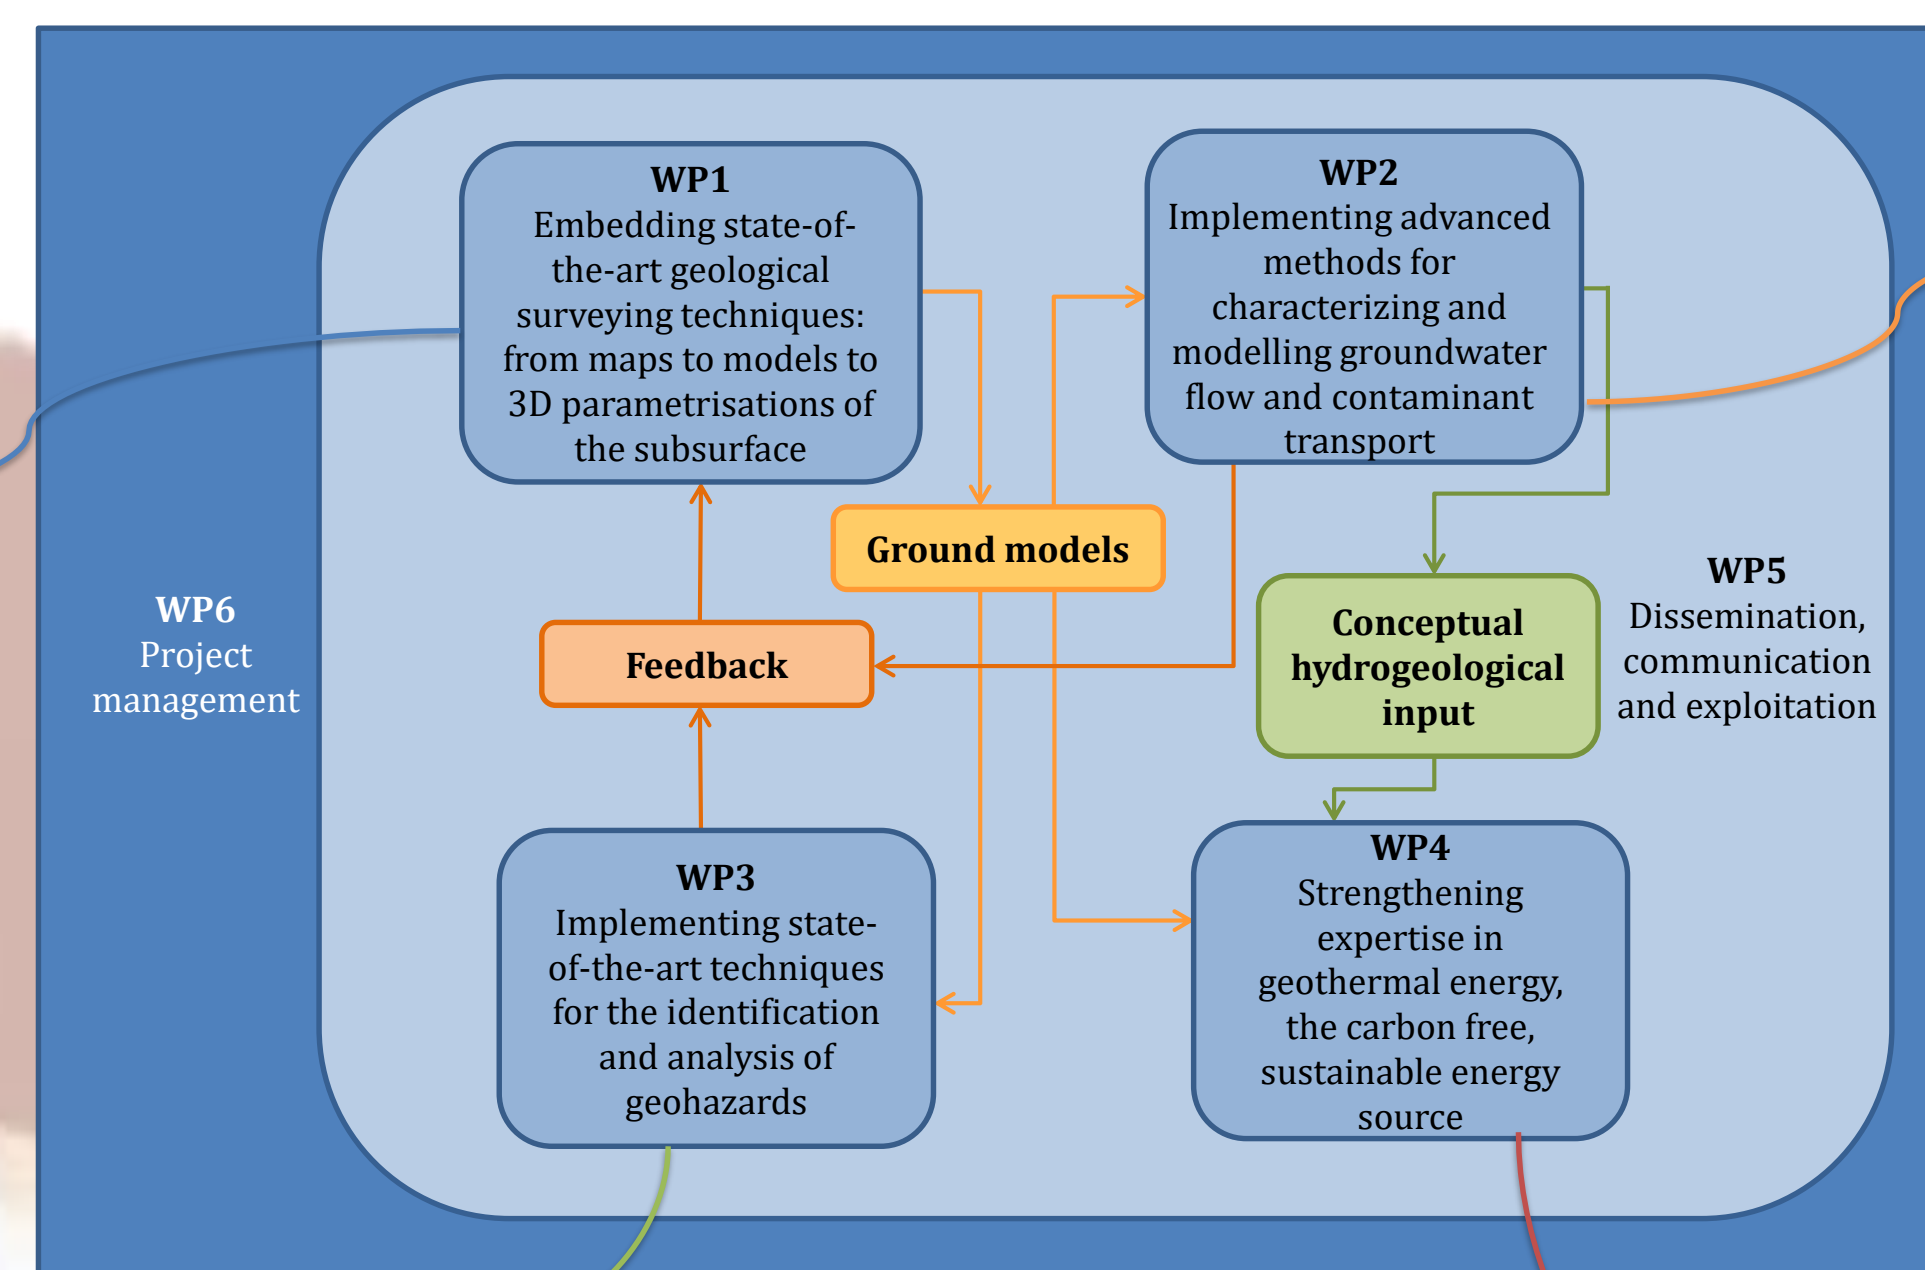 WP1
Embedding state-of-
the-art geological
surveying techniques:
from maps to models to
3D parametrisations of
the subsurface
WP2
Implementing advanced
methods for
characterizing and
modelling groundwater
flow and contaminant
transport
Ground models
WP6
Project
management
Feedback
Conceptual
hydrogeological
input
WP5
Dissemination,
communication
and exploitation
WP3
Implementing state-
of-the-art techniques
for the identification
and analysis of
geohazards
WP4
Strengthening
expertise in
geothermal energy,
the carbon free,
sustainable energy
source